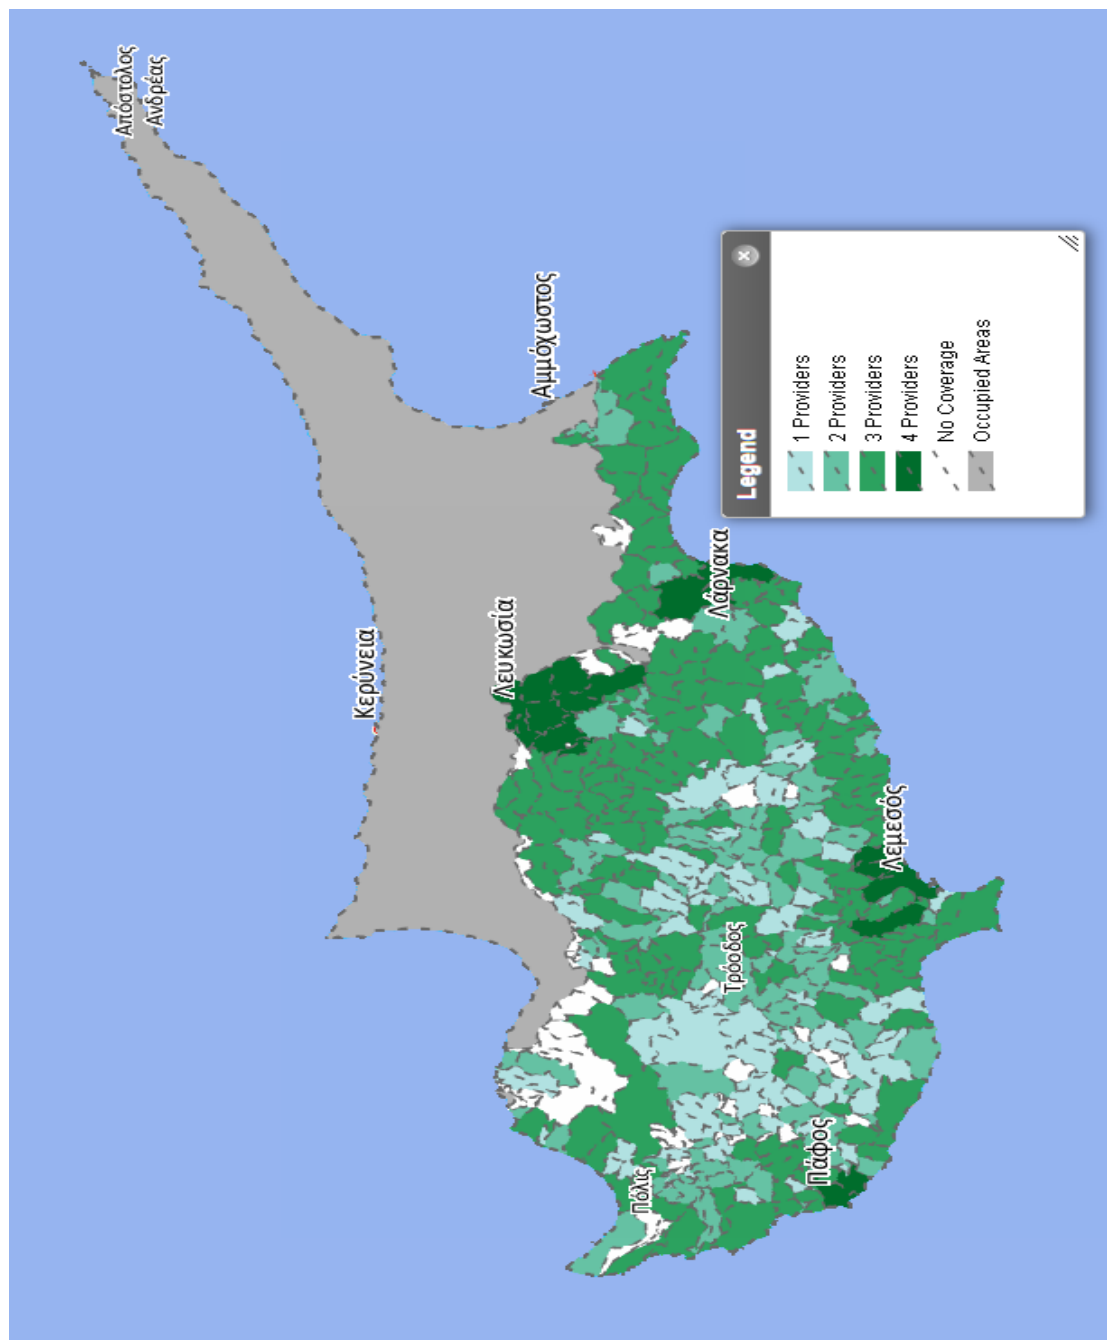 Απόστολος
Ανδρέας
Κερύνεια
Αμμόχωστος
Λευκωσία
Λάρνακα
Τρόοδος
Λεμεσός
Πόλις
Πάφος
Legend
1 Providers
2 Providers
3 Providers
4 Providers
No Coverage
Occupied Areas